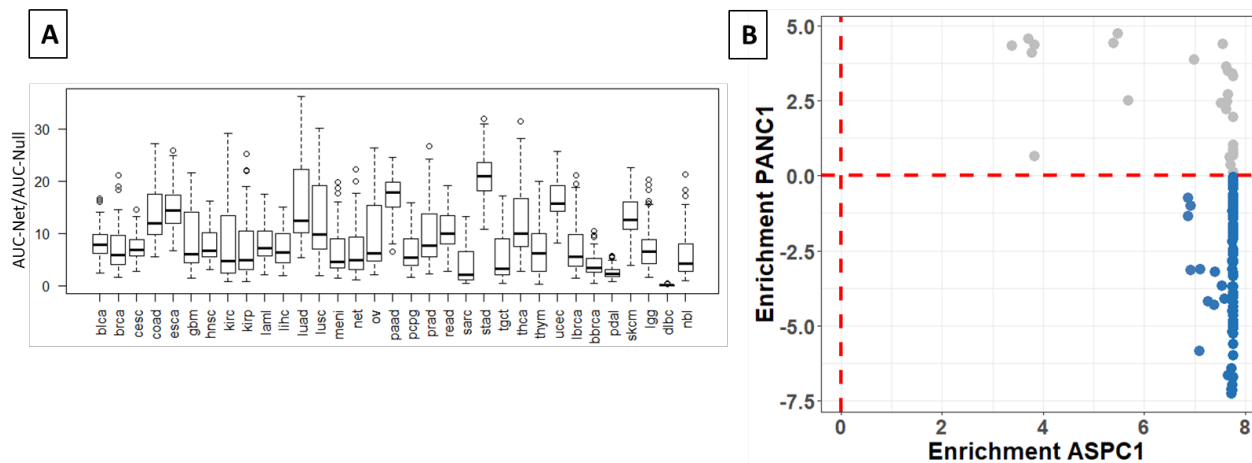 A
B
AUC-Net/AUC-Null
30
20
10
0
blca
brca
cesc
coad
esca
gbm
hnsc
kirc
kirp
laml
lihc
luad
lusc
meni
net
ov
paad
pcpg
prad
read
sarc
stad
tgct
thca
thym
ucec
lbrca
bbrca
pdal
skcm
lgg
dlbc
nbl
Enrichment PANC1
5.0
2.5
0.0
-2.5
-5.0
-7.5
0 2 4 6 8
Enrichment ASPC1